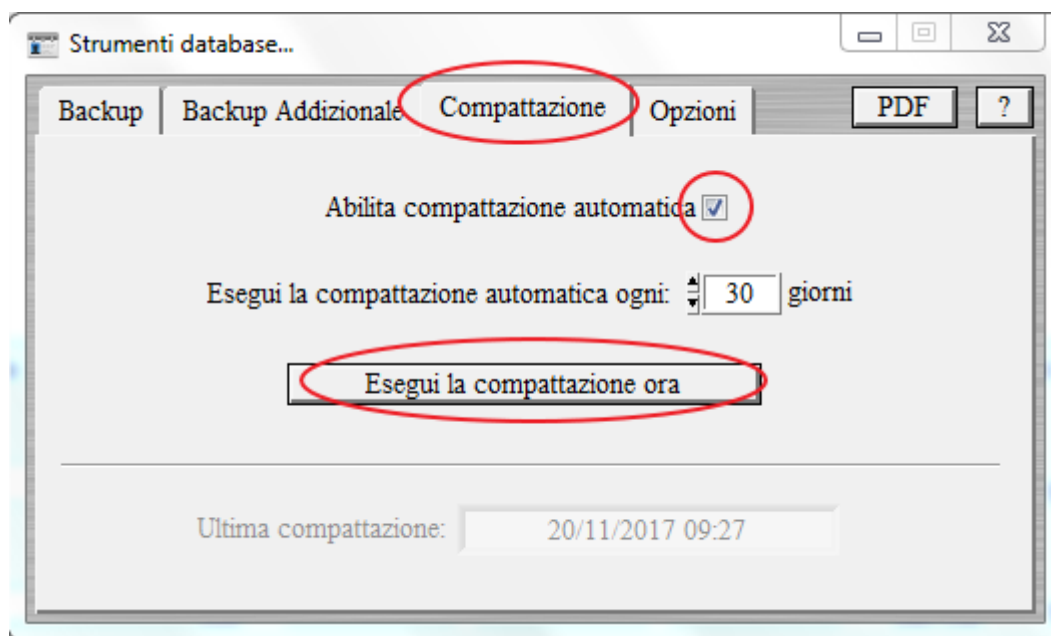 Strumenti database...
Backup Backup Addizionale Compattazione Opzioni PDF ?
Abilita compattazione automatica
Esegui la compattazione automatica ogni: 30 giorni
Esegui la compattazione ora
Ultima compattazione: 20/11/2017 09:27